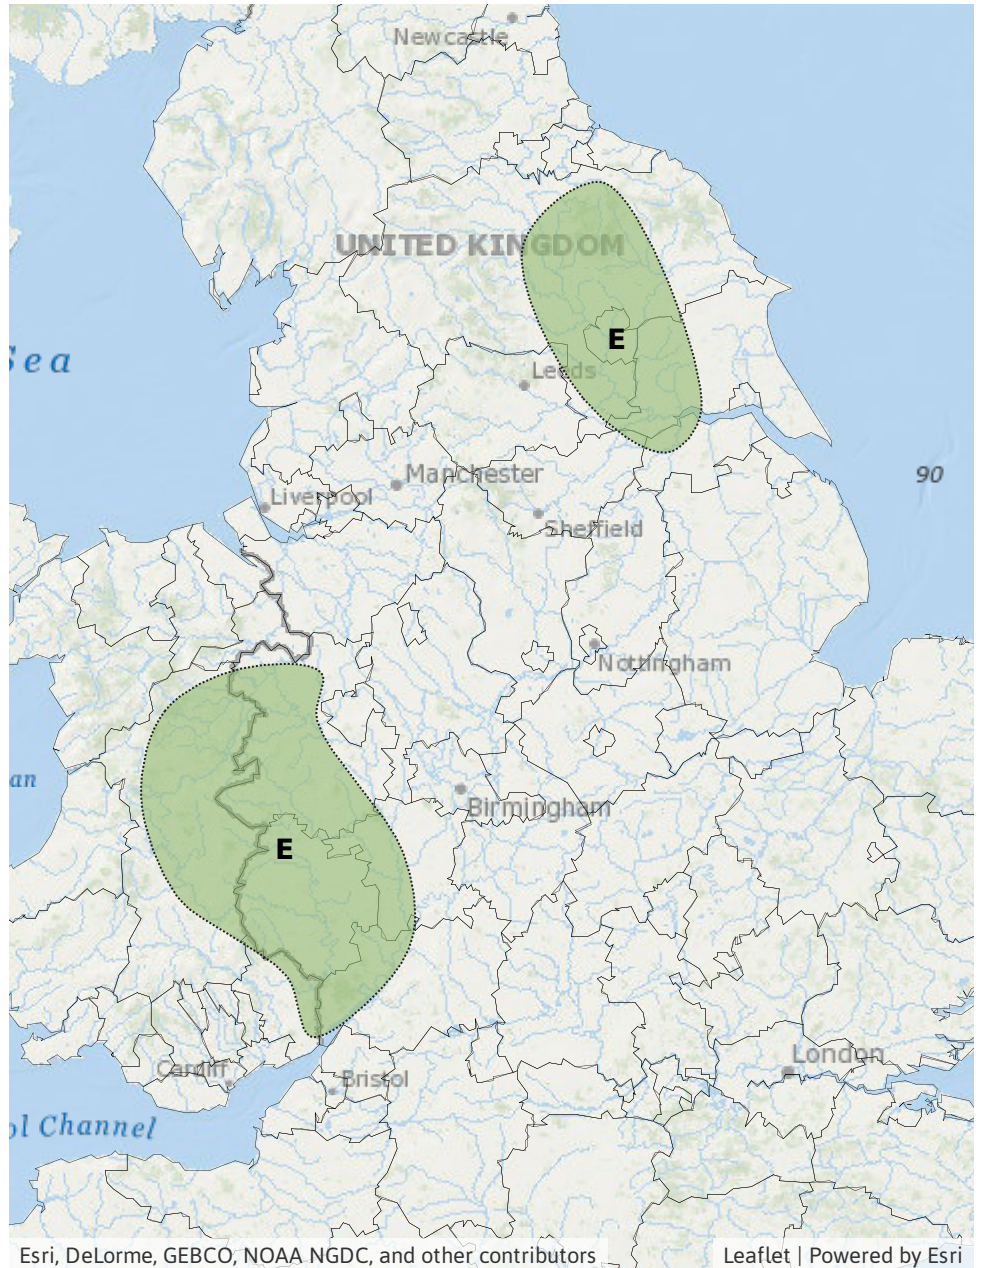 Newcastle
UNITED KINGDOM
E
Sea
Leeds
90
Manchester
Liverpool
Sheffield
Nottingham
an
Birmingham
E
London
Cardiff
Bristol
ol Channel
Esri, DeLorme, GEBCO, NOAA NGDC, and other contributors
Leaflet | Powered by Esri